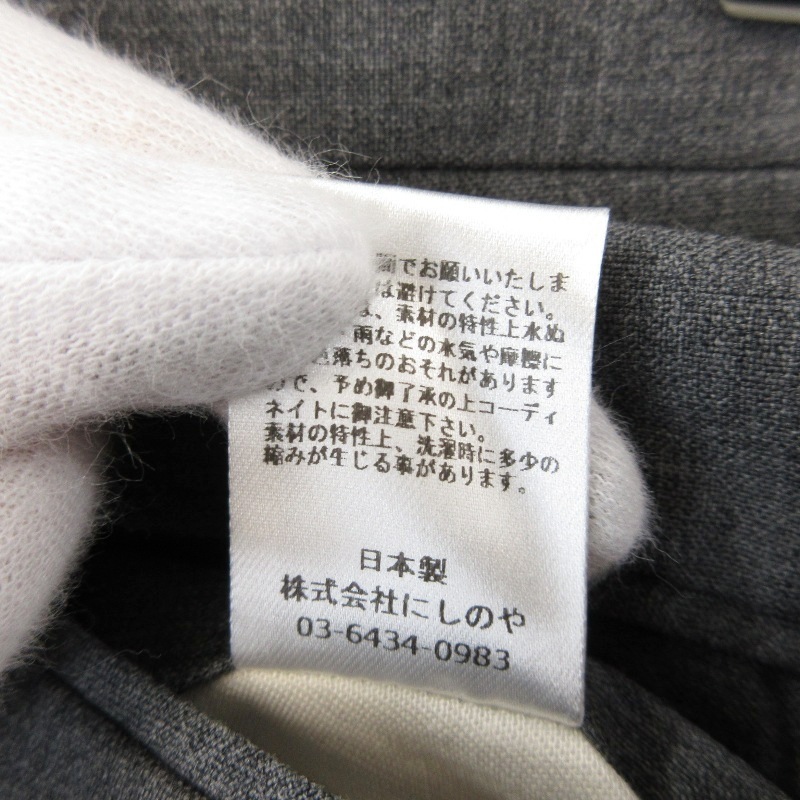 でお願いいたしま
は避けてください。
、素材の特性上水ぬ
雨などの水気や摩擦に
色落ちのおそれがあります
ので、予め御了承の上コーディ
ネイトに御注意下さい。
素材の特性上、洗濯時に多少の
縮みが生じる事があります。
日本製
株式会社にしのや
03-6434-0983